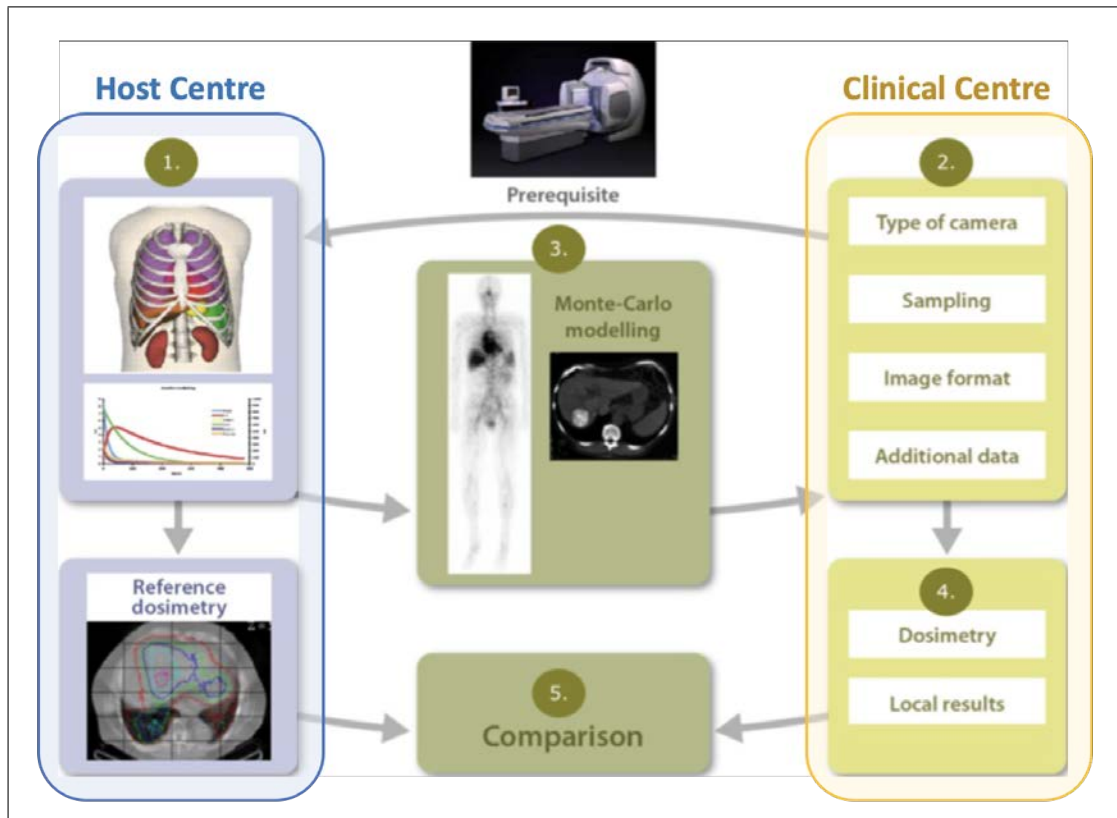 Host Centre
Clinical Centre
Prerequisite
1.
2.
3.
Type of camera
Sampling
Image format
Additional data
Monte-Carlo
modelling
Reference
dosimetry
4.
Dosimetry
Local results
5.
Comparison